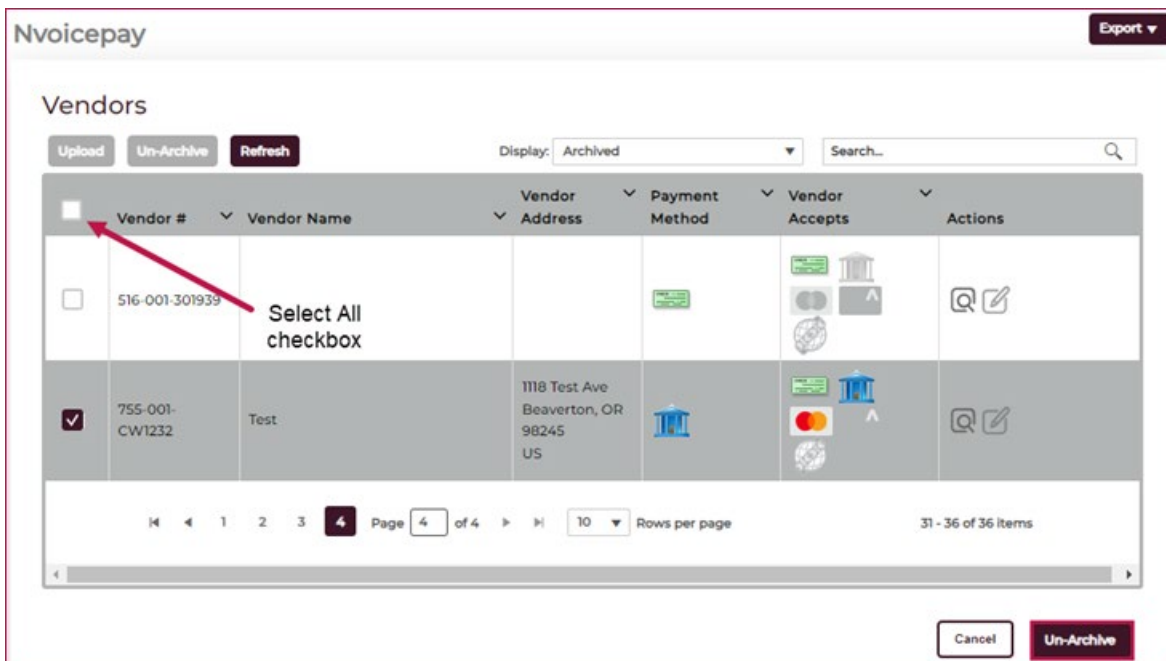 Nvoicepay
Export
Vendors
Upload Un-Archive Refresh
Display: Archived
Search...
Vendor # Vendor Name Vendor Address Payment Method Vendor Accepts Actions
516-001-301939
Select All
checkbox
755-001-
CW1232
Test
1118 Test Ave
Beaverton, OR
98245
US
1 2 3 4 Page 4 of 4 10 Rows per page 31 - 36 of 36 items
Cancel Un-Archive